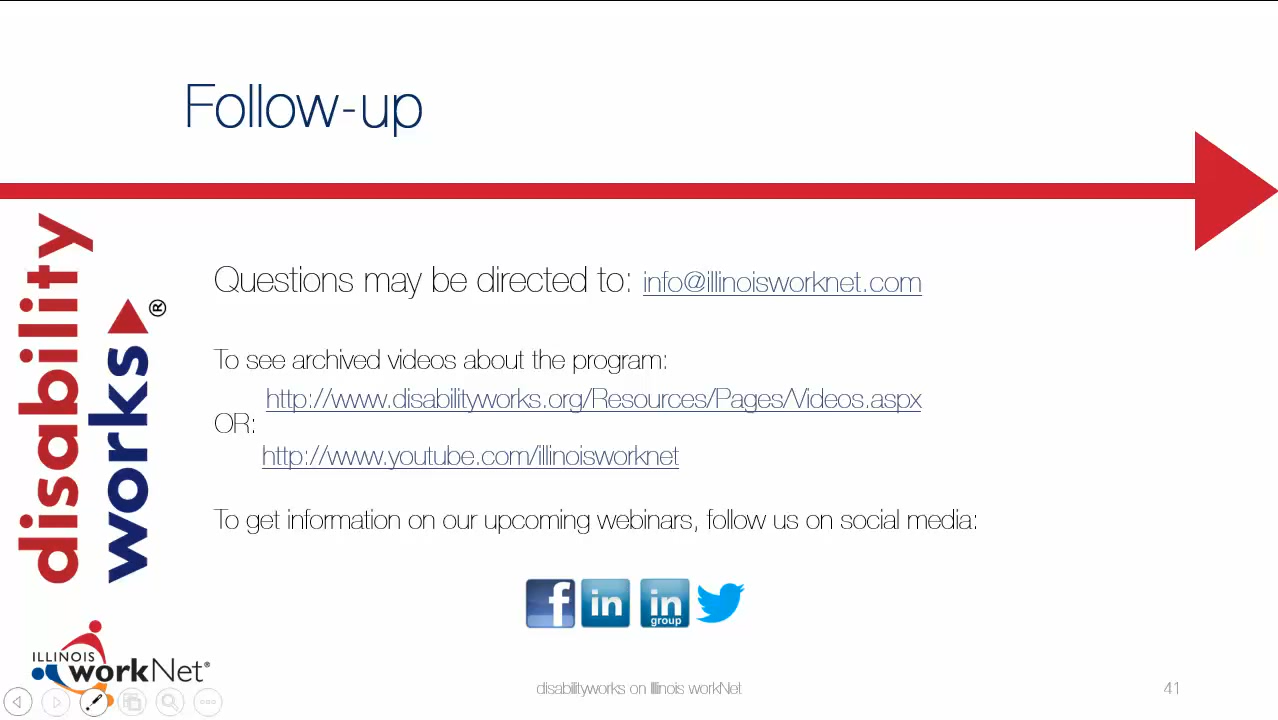 Follow-up
disability
works®
Questions may be directed to: info@illinoisworknet.com
To see archived videos about the program:
http://www.disabilityworks.org/Resources/Pages/Videos.aspx
OR:
http://www.youtube.com/illinoisworknet
To get information on our upcoming webinars, follow us on social media:
f in in
group
ILLINOIS
workNet®
disabilityworks on Illinois workNet
41